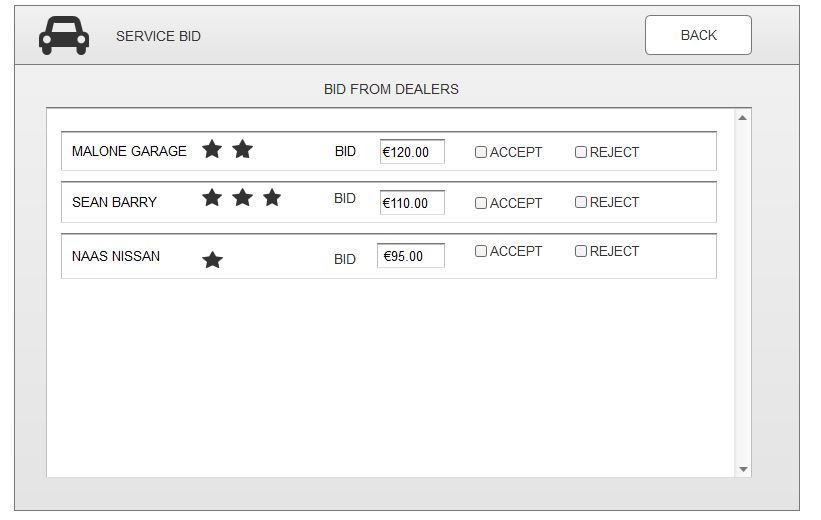 SERVICE BID
BACK
BID FROM DEALERS
MALONE GARAGE BID €120.00 ACCEPT REJECT
SEAN BARRY BID €110.00 ACCEPT REJECT
NAAS NISSAN BID €95.00 ACCEPT REJECT